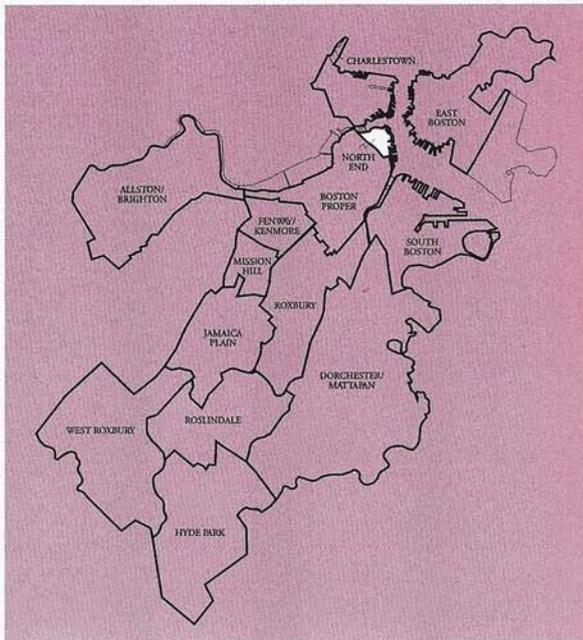 CHARLESTOWN
EAST
BOSTON
NORTH
END
ALLSTON/
BRIGHTON
BOSTON
PROPER
FENWAY/
KENMORE
SOUTH
BOSTON
MISSION
HILL
ROXBURY
JAMAICA
PLAIN
DORCHESTER/
MATTAPAN
WEST ROXBURY
ROSLINDALE
HYDE PARK